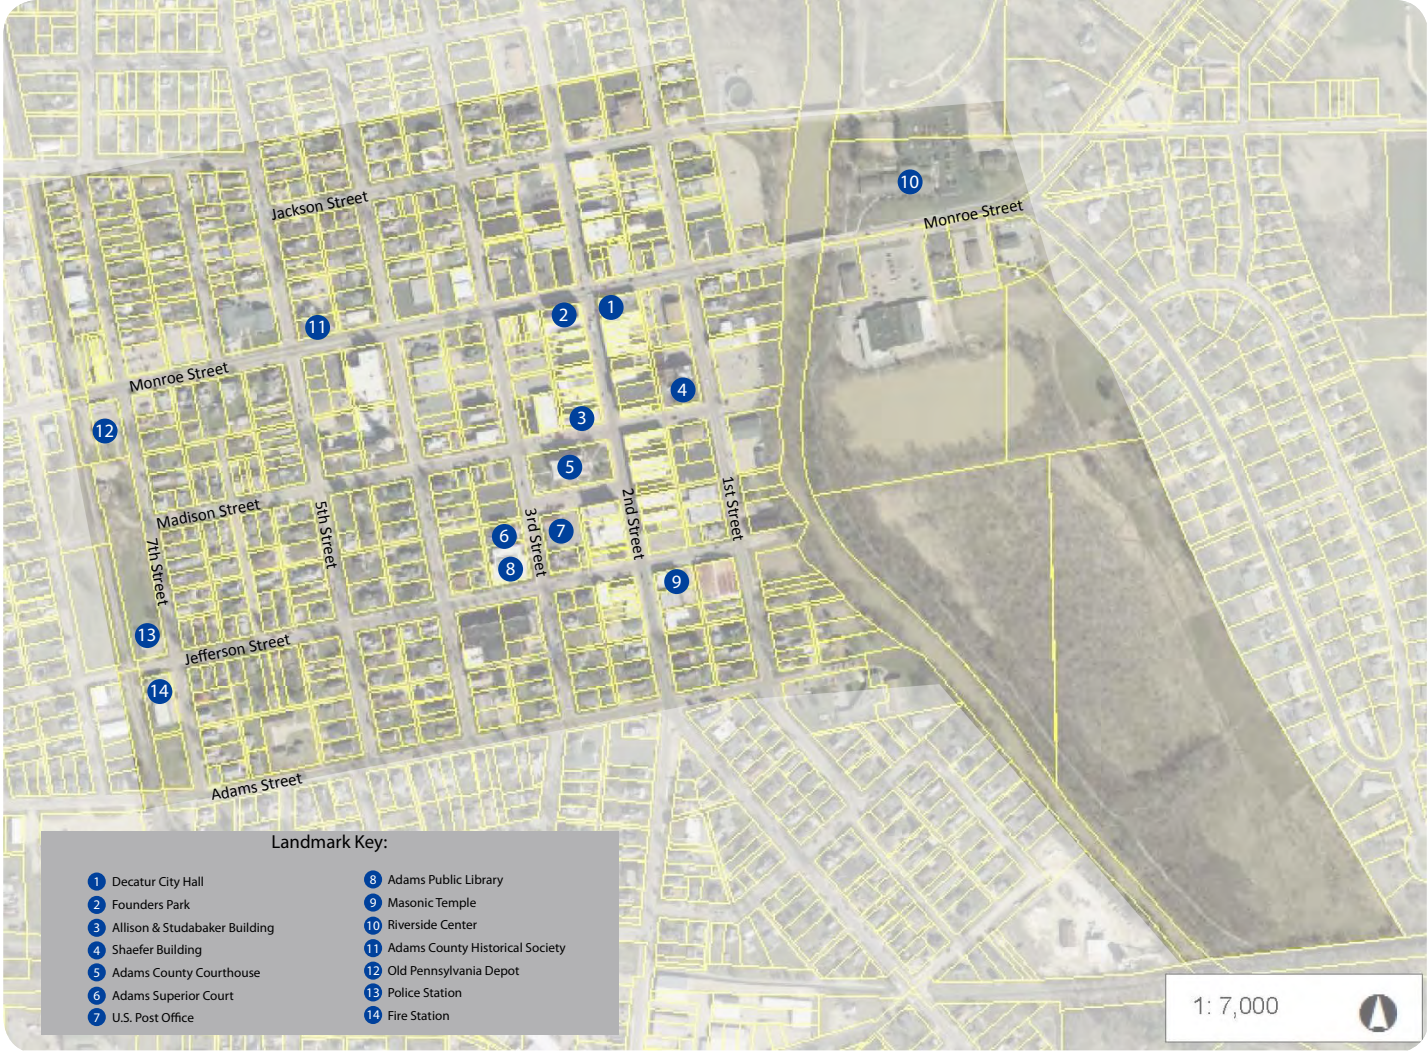 Jackson Street
10
Monroe Street
1
2
11
Monroe Street
4
3
12
5
Madison Street
5th Street
3rd Street
2nd Street
1st Street
6
7
7th Street
8
9
13
Jefferson Street
14
Adams Street
Landmark Key:
1 Decatur City Hall
2 Founders Park
3 Allison & Studabaker Building
4 Shaefer Building
5 Adams County Courthouse
6 Adams Superior Court
7 U.S. Post Office
8 Adams Public Library
9 Masonic Temple
10 Riverside Center
11 Adams County Historical Society
12 Old Pennsylvania Depot
13 Police Station
14 Fire Station
1: 7,000